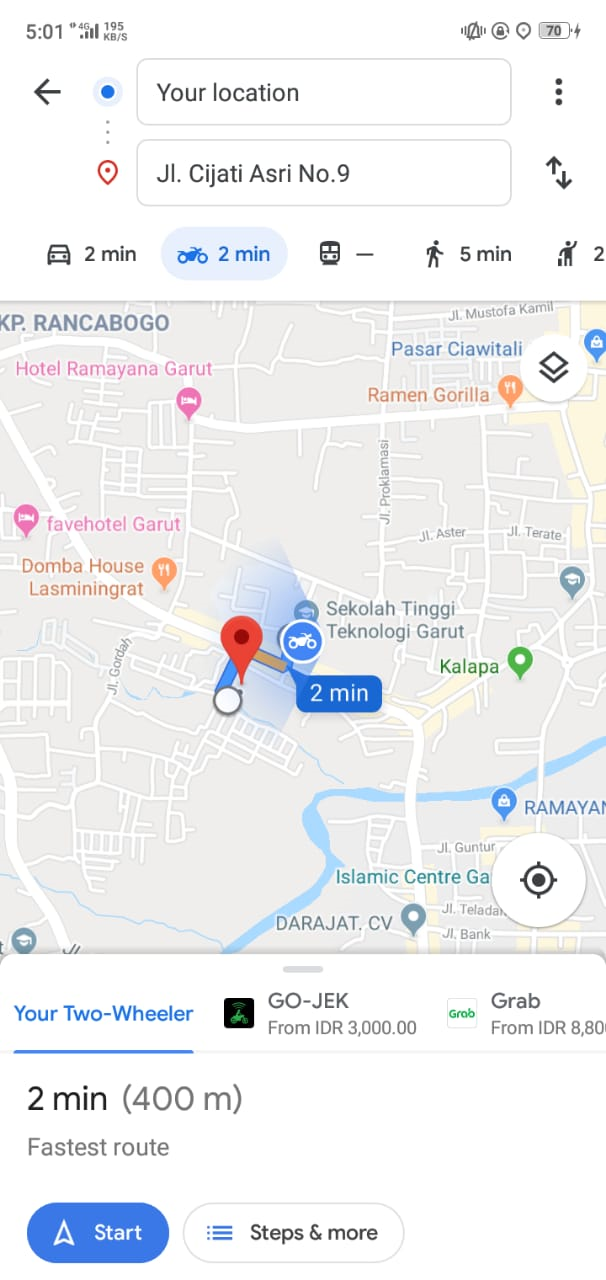 5:01 4G 195 KB/S 70
Your location
Jl. Cijati Asri No.9
2 min 2 min — 5 min 2
KP. RANCABOGO
Jl. Mustofa Kamil
Pasar Ciawitali
Hotel Ramayana Garut
Ramen Gorilla
Jl. Proklamasi
favehotel Garut
Jl. Aster
Jl. Terate
Domba House
Lasminingrat
Sekolah Tinggi
Teknologi Garut
Jl. Gordah
Kalapa
2 min
RAMAYAN
Jl. Guntur
Islamic Centre Ga
DARAJAT. CV
Jl. Teladan
Jl. Bank
Jl.
Your Two-Wheeler
GO-JEK
From IDR 3,000.00
Grab
Grab
From IDR 8,80
2 min (400 m)
Fastest route
Start
Steps & more